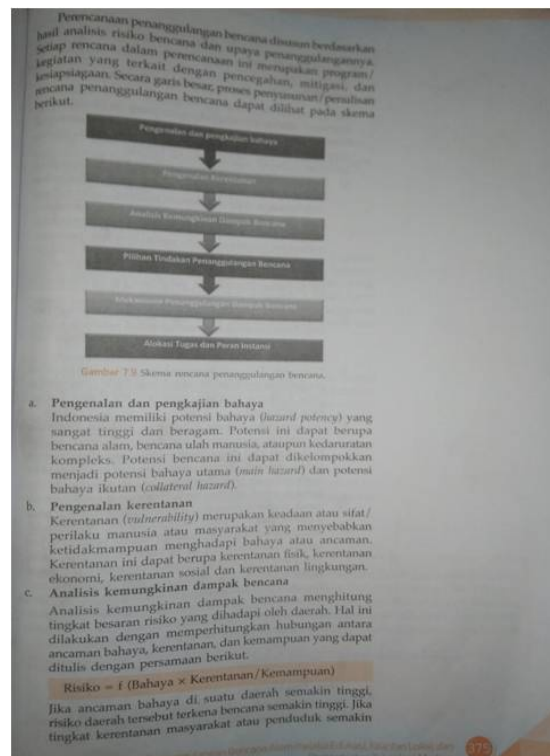 Perencanaan penanggulangan bencana disusun berdasarkan
hasil analisis risiko bencana dan upaya penanggulangannya.
Setiap rencana dalam perencanaan ini merupakan program/
kegiatan yang terkait dengan pencegahan, mitigasi, dan
kesiapsiagaan. Secara garis besar, proses penyusunan/penulisan
rencana penanggulangan bencana dapat dilihat pada skema
berikut.
Pengenalan dan pengkajian bahaya
Pengenalan Kerentanan
Analisis Kemungkinan Dampak Bencana
Pilihan Tindakan Penanggulangan Bencana
Mekanisme Penanggulangan Dampak Bencana
Alokasi Tugas dan Peran Instansi
Gambar 7.9 Skema rencana penanggulangan bencana.
a. Pengenalan dan pengkajian bahaya
Indonesia memiliki potensi bahaya (hazard potency) yang
sangat tinggi dan beragam. Potensi ini dapat berupa
bencana alam, bencana ulah manusia, ataupun kedaruratan
kompleks. Potensi bencana ini dapat dikelompokkan
menjadi potensi bahaya utama (main hazard) dan potensi
bahaya ikutan (collateral hazard).
b. Pengenalan kerentanan
Kerentanan (vulnerability) merupakan keadaan atau sifat/
perilaku manusia atau masyarakat yang menyebabkan
ketidakmampuan menghadapi bahaya atau ancaman.
Kerentanan ini dapat berupa kerentanan fisik, kerentanan
ekonomi, kerentanan sosial dan kerentanan lingkungan.
c. Analisis kemungkinan dampak bencana
Analisis kemungkinan dampak bencana menghitung
tingkat besaran risiko yang dihadapi oleh daerah. Hal ini
dilakukan dengan memperhitungkan hubungan antara
ancaman bahaya, kerentanan, dan kemampuan yang dapat
ditulis dengan persamaan berikut.
Risiko = f (Bahaya × Kerentanan/Kemampuan)
Jika ancaman bahaya di suatu daerah semakin tinggi,
risiko daerah tersebut terkena bencana semakin tinggi. Jika
tingkat kerentanan masyarakat atau penduduk semakin
375